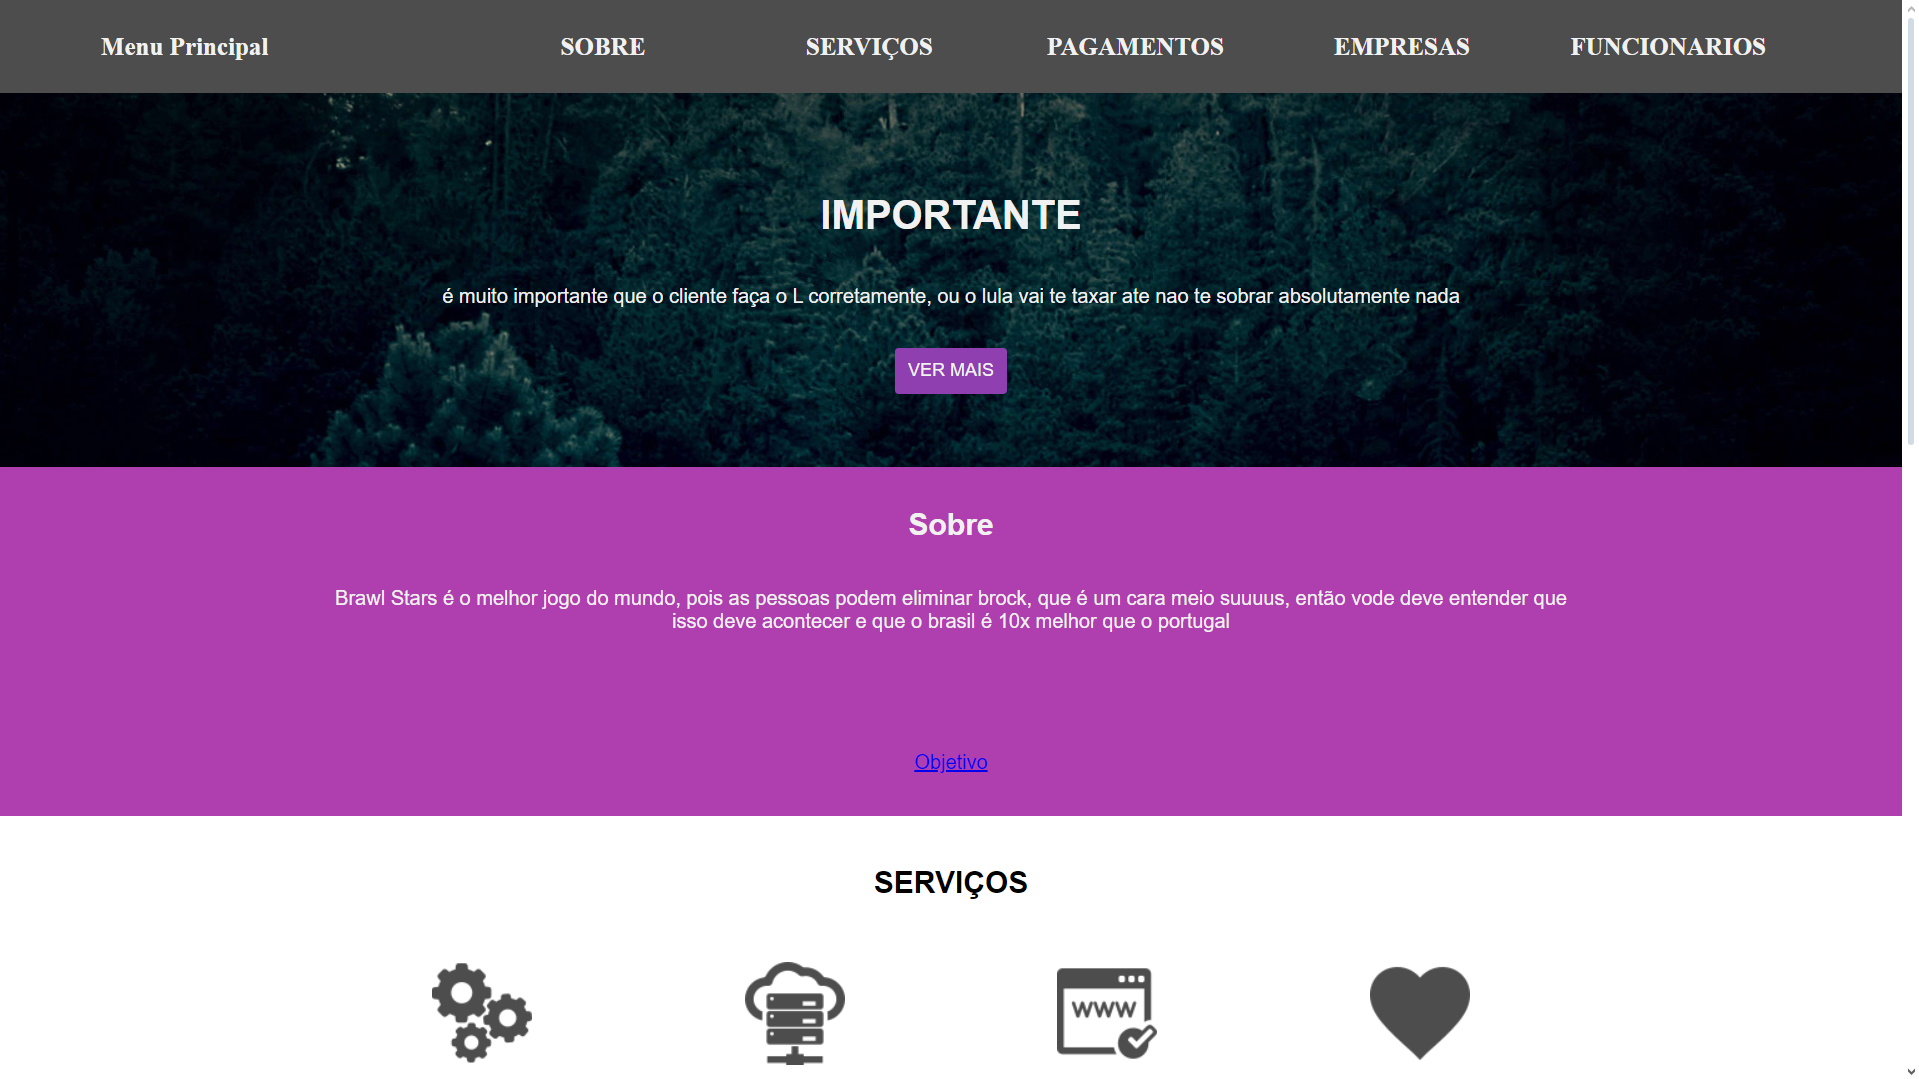 Menu Principal
SOBRE
SERVIÇOS
PAGAMENTOS
EMPRESAS
FUNCIONARIOS
IMPORTANTE
é muito importante que o cliente faça o L corretamente, ou o lula vai te taxar ate nao te sobrar absolutamente nada
VER MAIS
Sobre
Brawl Stars é o melhor jogo do mundo, pois as pessoas podem eliminar brock, que é um cara meio suuuus, então vode deve entender que
isso deve acontecer e que o brasil é 10x melhor que o portugal
Objetivo
SERVIÇOS
WWW